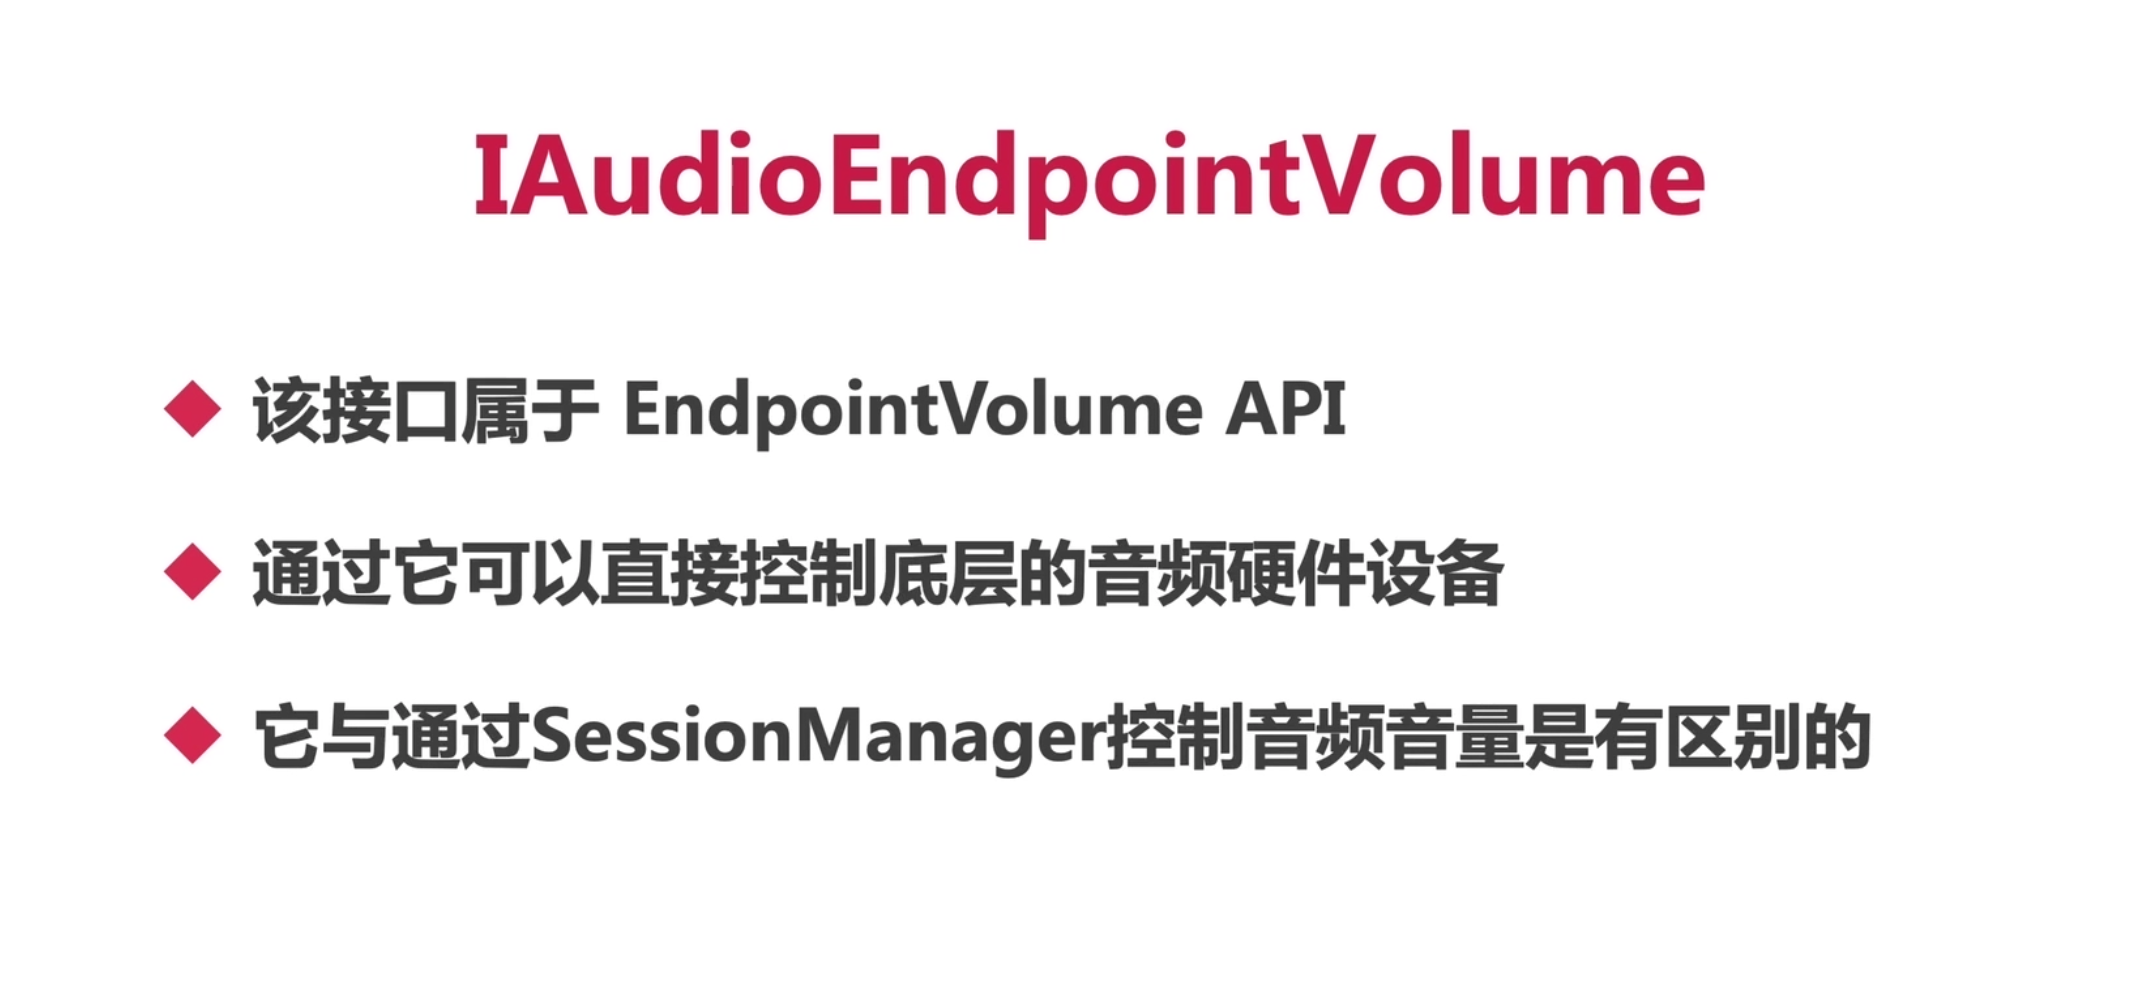 IAudioEndpointVolume
该接口属于 EndpointVolume API
通过它可以直接控制底层的音频硬件设备
它与通过SessionManager控制音频音量是有区别的